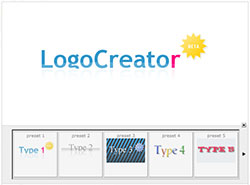 LogoCreator
preset 1
preset 2
preset 3
preset 4
preset 5
Type 1
Type 2
Type 3
Type 4
TYPE 5